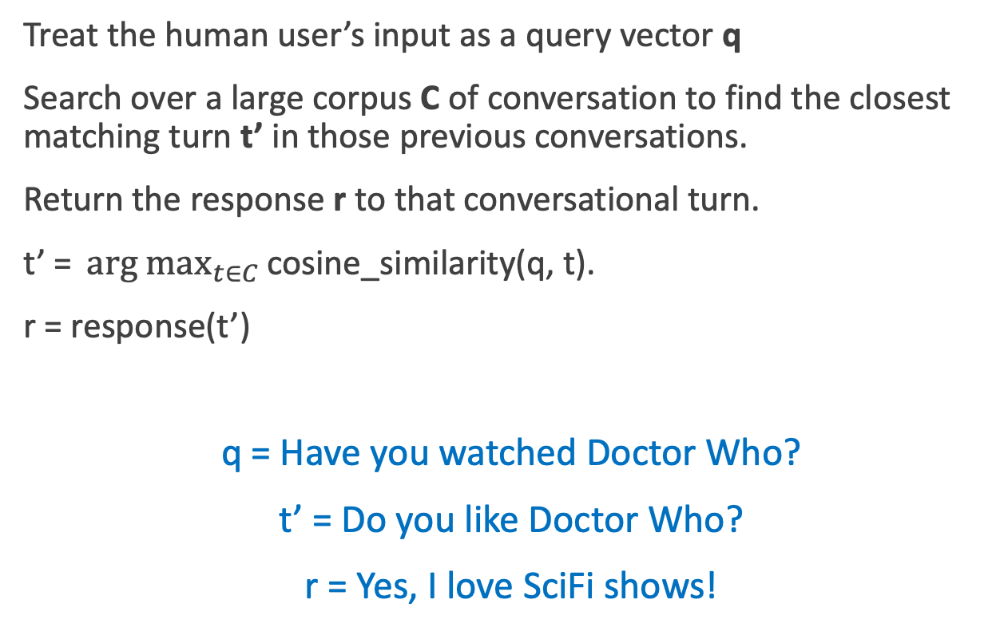 Treat the human user’s input as a query vector q
Search over a large corpus C of conversation to find the closest
matching turn t’ in those previous conversations.
Return the response r to that conversational turn.
t’ = arg max_{t∈C} cosine_similarity(q, t).
r = response(t’)
q = Have you watched Doctor Who?
t’ = Do you like Doctor Who?
r = Yes, I love SciFi shows!